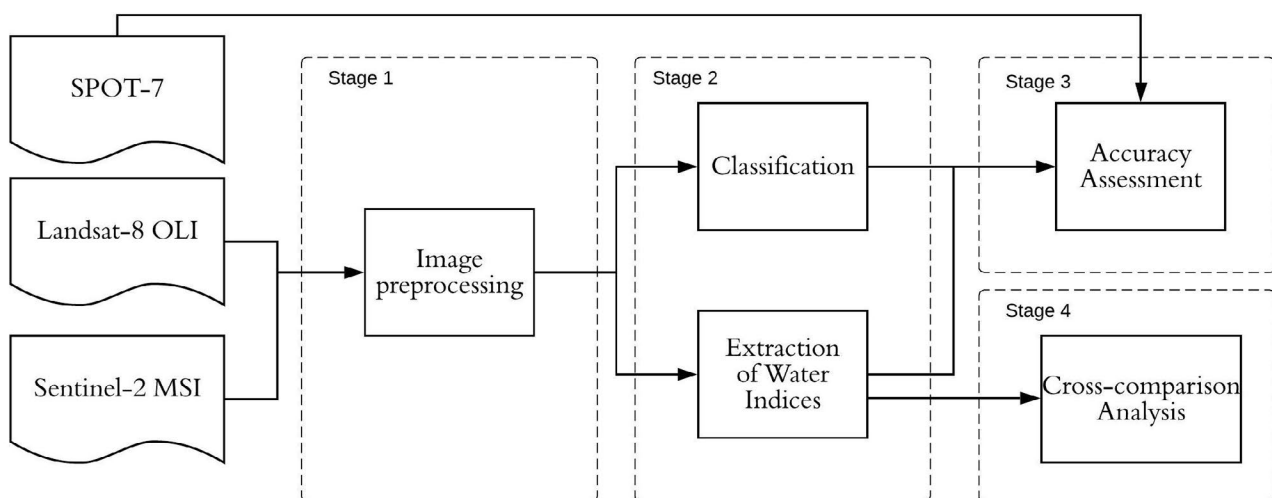 SPOT-7
Landsat-8 OLI
Sentinel-2 MSI
Stage 1
Image
preprocessing
Stage 2
Classification
Extraction
of Water
Indices
Stage 3
Accuracy
Assessment
Stage 4
Cross-comparison
Analysis